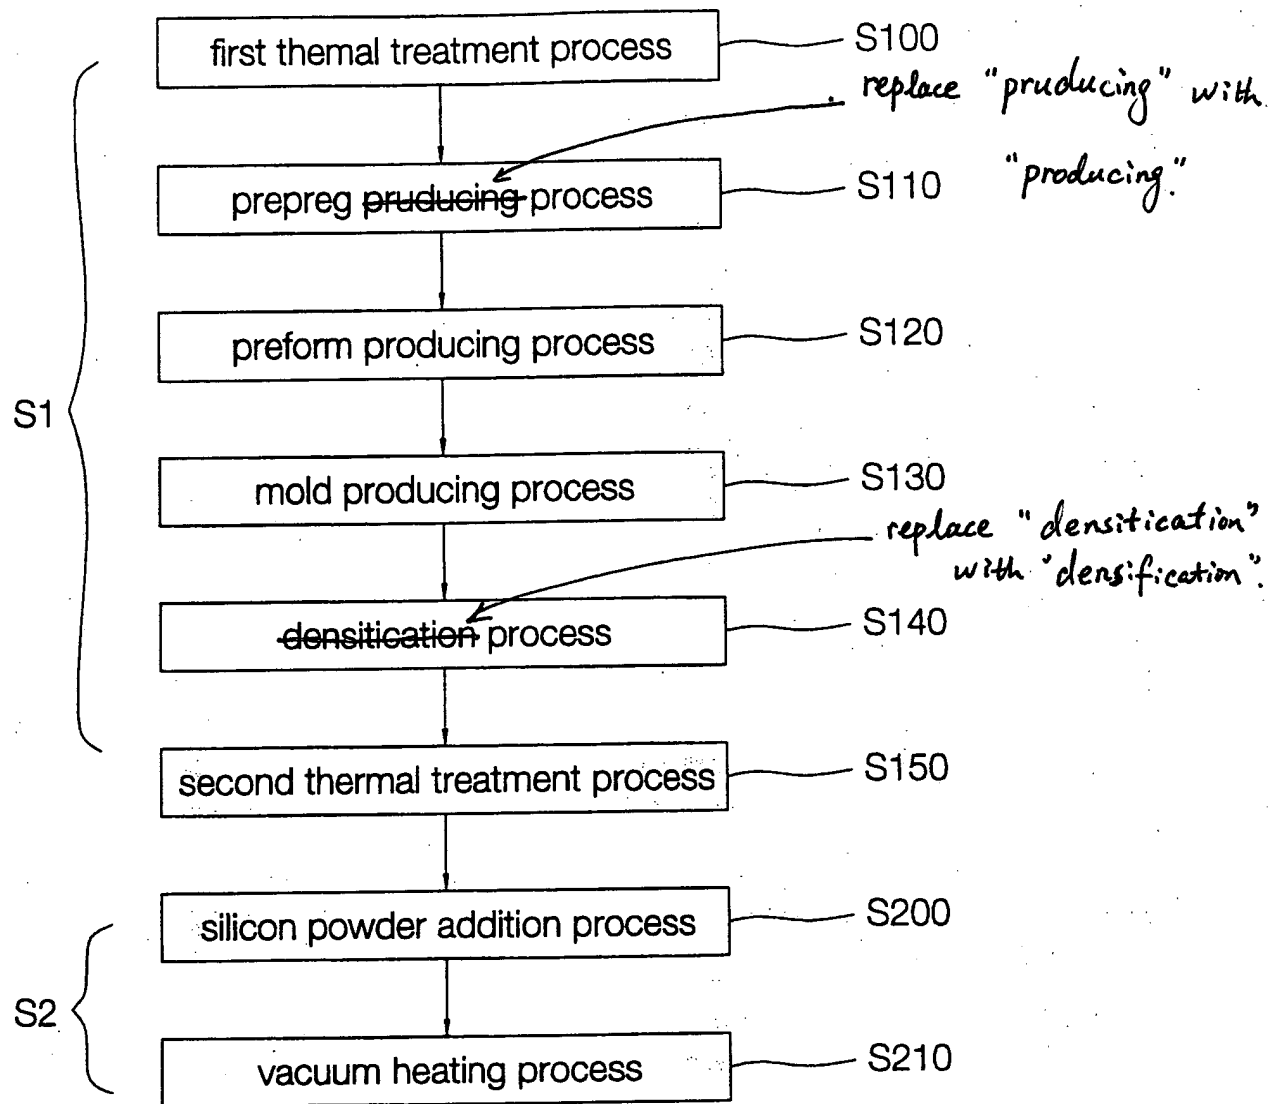 first themal treatment process
S100
replace "pruducing" with
"producing."
prepreg pruducing process
S110
preform producing process
S120
S1
mold producing process
S130
replace "densitication"
with "densification".
densitication process
S140
second thermal treatment process
S150
silicon powder addition process
S200
S2
vacuum heating process
S210